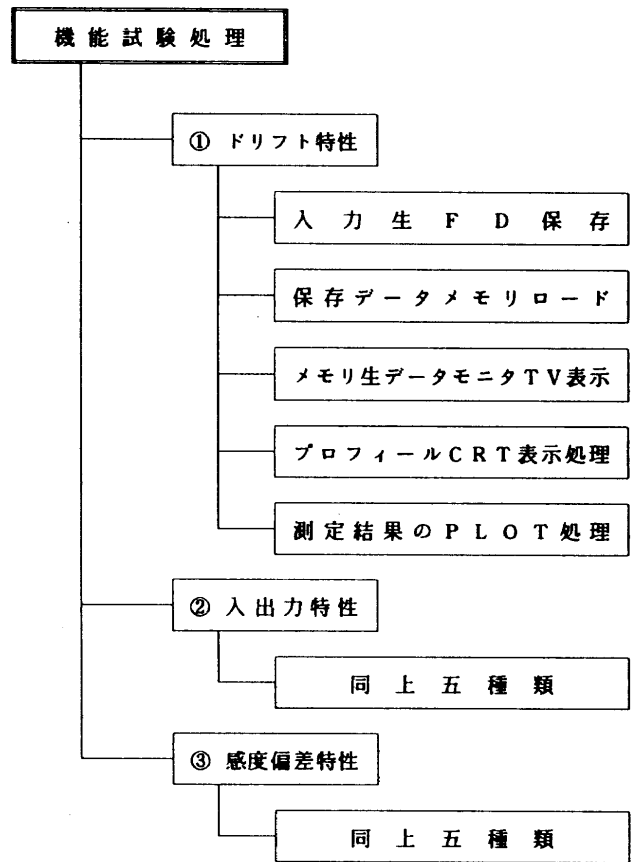 機能試験処理
① ドリフト特性
入力生FD保存
保存データメモリロード
メモリ生データモニタTV表示
プロフィールCRT表示処理
測定結果のPLOT処理
② 入出力特性
同上五種類
③ 感度偏差特性
同上五種類